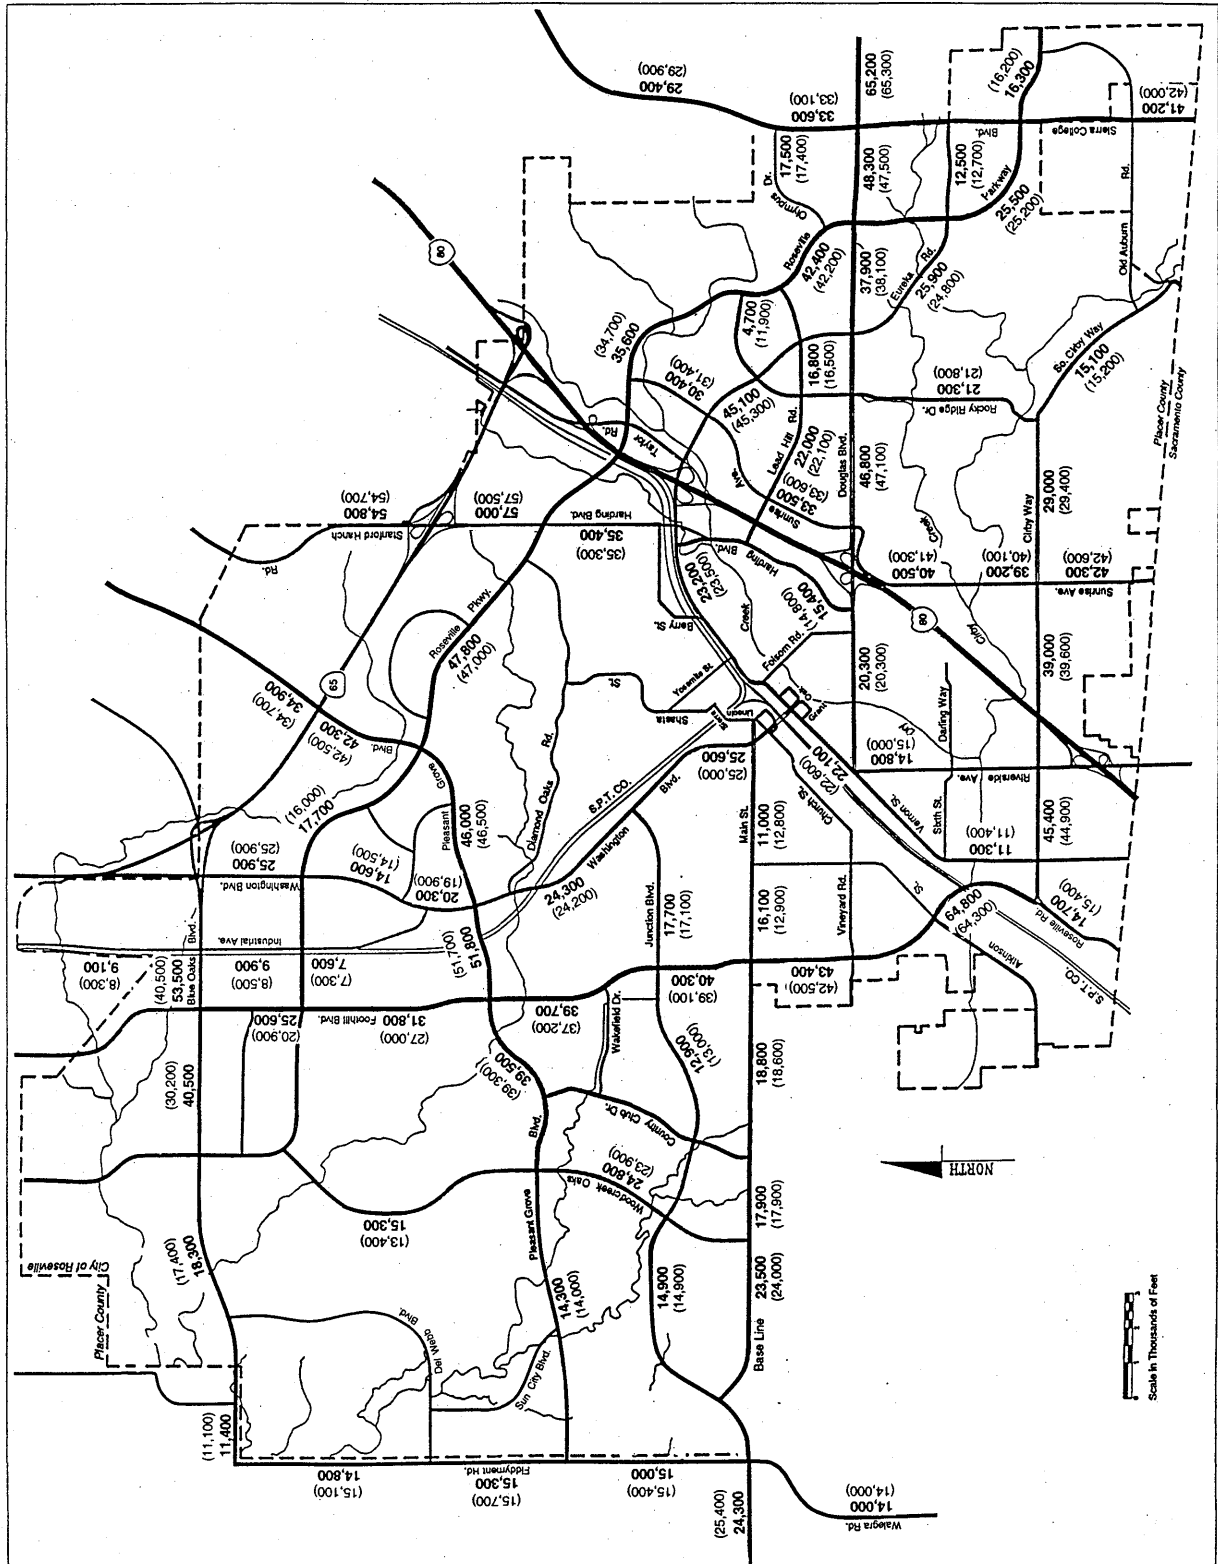 29,400
(29,900)
33,600
(33,100)
65,200
(65,300)
(16,200)
16,300
41,200
(42,000)
Sierra College
Blvd.
17,500
(17,400)
48,300
(47,500)
12,500
(12,700)
Parkway
25,500
(25,200)
Olympus
Dr.
Roseville
42,400
(42,200)
37,900
(38,100)
Eureka
Rd.
25,900
(24,800)
Old Auburn
Rd.
80
(34,700)
35,600
4,700
(11,900)
30,400
(31,400)
16,800
(16,500)
21,300
(21,800)
Rocky Ridge Dr.
So. Cirby Way
15,100
(15,200)
Placer County
Sacramento County
45,100
(45,300)
Lead Hill Rd.
22,000
(22,100)
Douglas Blvd.
46,800
(47,100)
Taylor
Rd.
Sunrise
Ave.
33,500
(33,600)
Cirby Way
29,000
(29,400)
54,800
(54,700)
Stanford Ranch
Rd.
57,000
(57,500)
Harding Blvd.
35,400
(35,300)
23,200
(23,500)
Harding
Blvd.
15,400
(14,800)
40,500
(41,300)
39,200
(40,100)
42,300
(42,600)
Sunrise Ave.
Creek
Cirby
80
Roseville
Pkwy.
47,800
(47,000)
Berry St.
Creek
Folsom Rd.
Yosemite St.
20,300
(20,300)
39,000
(39,600)
65
34,900
(34,700)
42,300
(42,500)
Blvd.
Grove
Pleasant
46,000
(46,500)
Shasta
St.
Sierra
Lincoln
Oak
Grant
Dry
Darling Way
14,800
(15,000)
Riverside
Ave.
22,100
(22,600)
Vernon St.
Sixth St.
11,300
(11,400)
45,400
(44,900)
Diamond Oaks
Rd.
S.P.T. CO.
25,600
(25,000)
Washington
Blvd.
Church St.
Main St.
11,000
(12,800)
(16,000)
17,700
25,900
(25,900)
Washington Blvd.
14,600
(14,500)
20,300
(19,900)
24,300
(24,200)
Junction Blvd.
17,700
(17,100)
16,100
(12,900)
Vineyard Rd.
Atkinson
St.
64,800
(64,300)
14,700
(15,400)
Roseville Rd.
S.P.T. CO.
Industrial Ave.
9,100
(8,300)
9,900
(8,500)
7,600
(7,300)
(40,500)
53,500
Blue Oaks
Blvd.
25,600
(20,900)
Foothill Blvd.
31,800
(27,000)
51,800
(51,700)
39,700
(37,200)
Wakefield Dr.
40,300
(39,100)
43,400
(42,500)
(30,200)
40,500
39,500
(39,300)
12,900
(13,000)
18,800
(18,600)
Country Club Dr.
Blvd.
Pleasant Grove
24,800
(23,900)
Woodcreek Oaks
17,900
(17,900)
NORTH
15,300
(13,400)
(17,400)
18,300
City of Roseville
Placer County
14,300
(14,000)
14,900
(14,900)
23,500
(24,000)
Base Line
Del Webb
Blvd.
Sun City Blvd.
Scale in Thousands of Feet
(11,100)
11,400
14,800
(15,100)
Fiddyment Rd.
15,300
(15,700)
15,000
(15,400)
(25,400)
24,300
14,000
(14,000)
Walegra Rd.